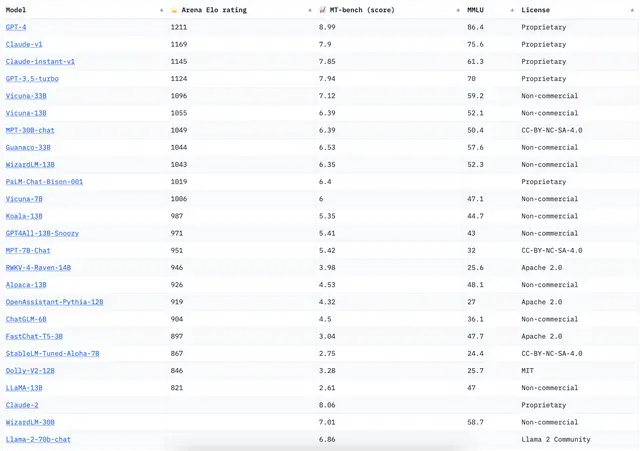 Model ▲ ⭐ Arena Elo rating ▲ 📈 MT-bench (score) ▲ MMLU ▲ License ▲
GPT-4 1211 8.99 86.4 Proprietary
Claude-v1 1169 7.9 75.6 Proprietary
Claude-instant-v1 1145 7.85 61.3 Proprietary
GPT-3.5-turbo 1124 7.94 70 Proprietary
Vicuna-33B 1096 7.12 59.2 Non-commercial
Vicuna-13B 1055 6.39 52.1 Non-commercial
MPT-30B-chat 1049 6.39 50.4 CC-BY-NC-SA-4.0
Guanaco-33B 1044 6.53 57.6 Non-commercial
WizardLM-13B 1043 6.35 52.3 Non-commercial
PaLM-Chat-Bison-001 1019 6.4 Proprietary
Vicuna-7B 1006 6 47.1 Non-commercial
Koala-13B 987 5.35 44.7 Non-commercial
GPT4All-13B-Snoozy 971 5.41 43 Non-commercial
MPT-7B-Chat 951 5.42 32 CC-BY-NC-SA-4.0
RWKV-4-Raven-14B 946 3.98 25.6 Apache 2.0
Alpaca-13B 926 4.53 48.1 Non-commercial
OpenAssistant-Pythia-12B 919 4.32 27 Apache 2.0
ChatGLM-6B 904 4.5 36.1 Non-commercial
FastChat-T5-3B 897 3.04 47.7 Apache 2.0
StableLM-Tuned-Alpha-7B 867 2.75 24.4 CC-BY-NC-SA-4.0
Dolly-V2-12B 846 3.28 25.7 MIT
LLaMA-13B 821 2.61 47 Non-commercial
Claude-2 8.06 Proprietary
WizardLM-30B 7.01 58.7 Non-commercial
Llama-2-70b-chat 6.86 Llama 2 Community